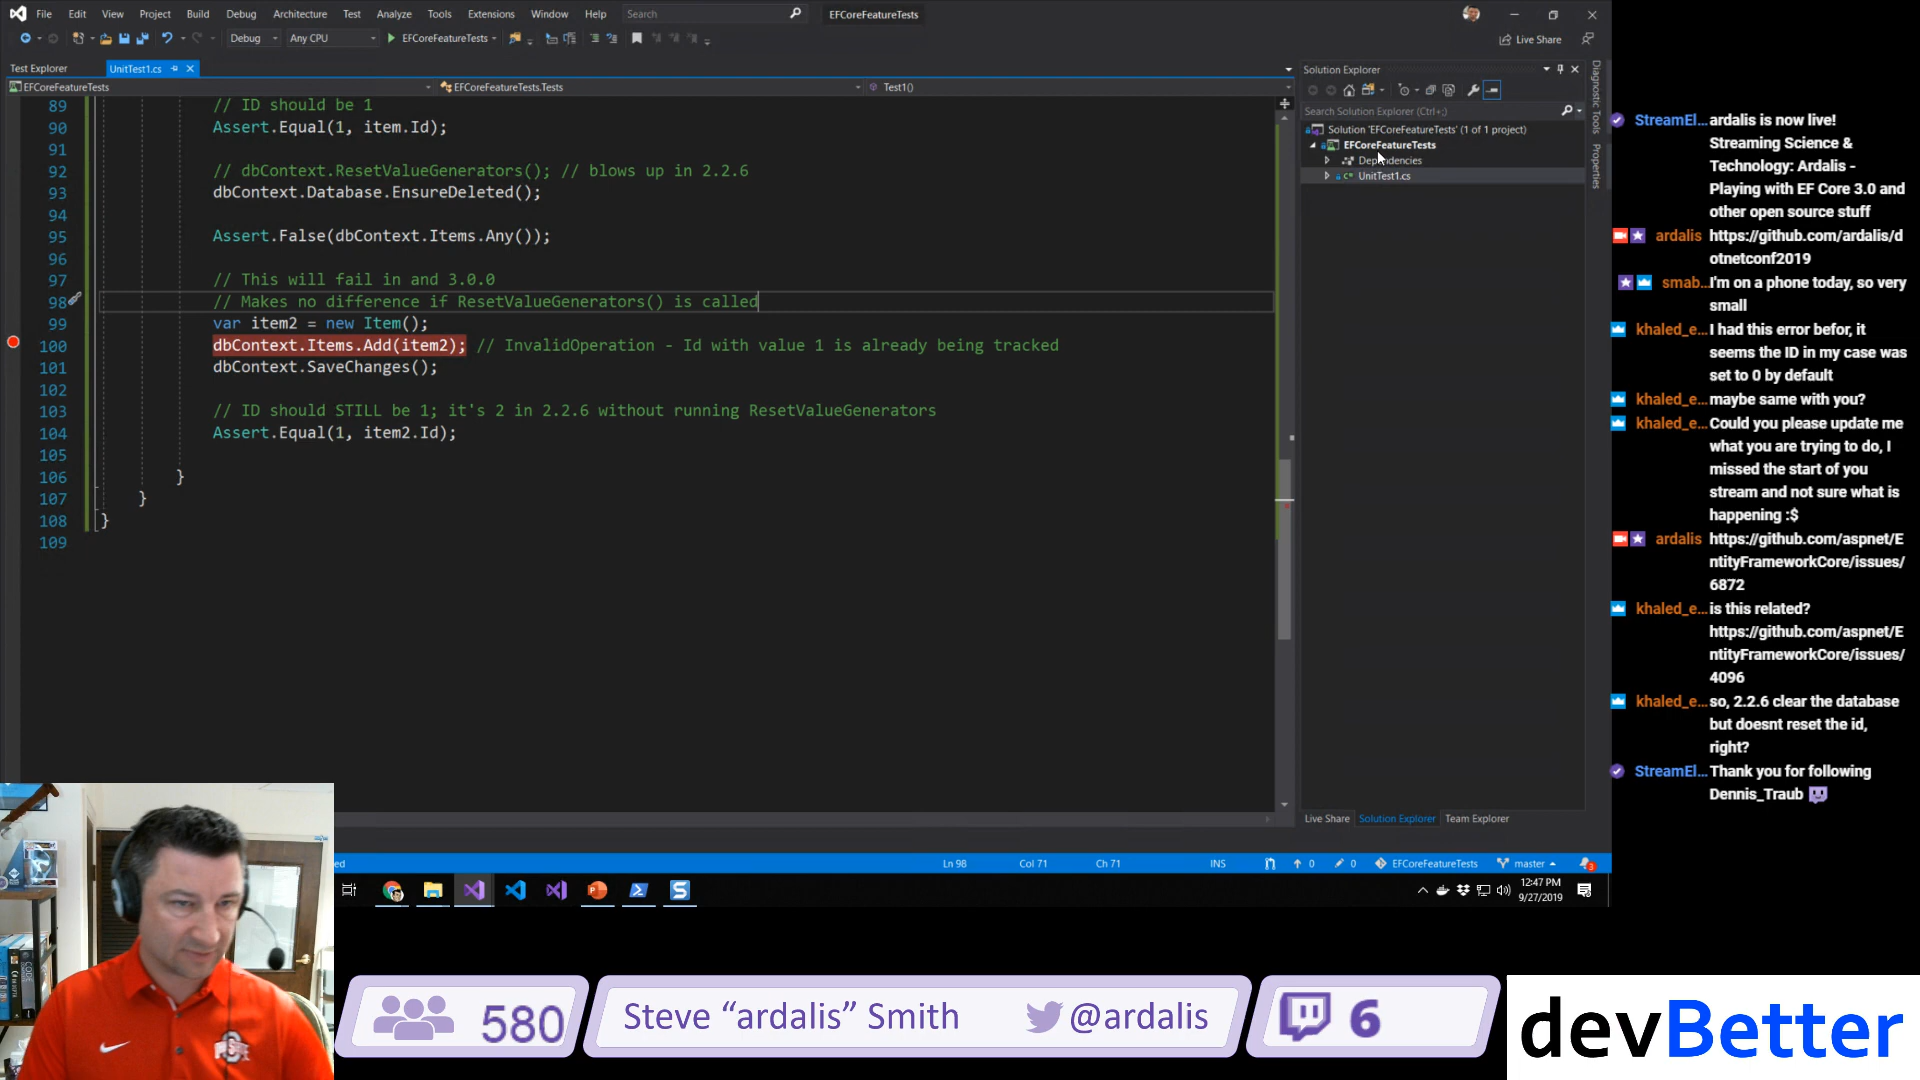 File Edit View Project Build Debug Architecture Test Analyze Tools Extensions Window Help Search EFCoreFeatureTests
Debug Any CPU EFCoreFeatureTests Live Share
Test Explorer UnitTest1.cs
EFCoreFeatureTests EFCoreFeatureTests.Tests Test1()
89 // ID should be 1
90 Assert.Equal(1, item.Id);
91
92 // dbContext.ResetValueGenerators(); // blows up in 2.2.6
93 dbContext.Database.EnsureDeleted();
94
95 Assert.False(dbContext.Items.Any());
96
97 // This will fail in and 3.0.0
98 // Makes no difference if ResetValueGenerators() is called
99 var item2 = new Item();
100 dbContext.Items.Add(item2); // InvalidOperation - Id with value 1 is already being tracked
101 dbContext.SaveChanges();
102
103 // ID should STILL be 1; it's 2 in 2.2.6 without running ResetValueGenerators
104 Assert.Equal(1, item2.Id);
105
106 }
107 }
108 }
109
Solution Explorer
Search Solution Explorer (Ctrl+;)
Solution 'EFCoreFeatureTests' (1 of 1 project)
EFCoreFeatureTests
Dependencies
UnitTest1.cs
Live Share Solution Explorer Team Explorer
Diagnostic Tools
Properties
ed Ln 98 Col 71 Ch 71 INS 0 0 EFCoreFeatureTests master 3
12:47 PM
9/27/2019
StreamEl... ardalis is now live!
Streaming Science &
Technology: Ardalis -
Playing with EF Core 3.0 and
other open source stuff
ardalis https://github.com/ardalis/d
otnetconf2019
smab... I'm on a phone today, so very
small
khaled_e... I had this error befor, it
seems the ID in my case was
set to 0 by default
khaled_e... maybe same with you?
khaled_e... Could you please update me
what you are trying to do, I
missed the start of you
stream and not sure what is
happening :$
ardalis https://github.com/aspnet/E
ntityFrameworkCore/issues/
6872
khaled_e... is this related?
https://github.com/aspnet/E
ntityFrameworkCore/issues/
4096
khaled_e... so, 2.2.6 clear the database
but doesnt reset the id,
right?
StreamEl... Thank you for following
Dennis_Traub
580
Steve “ardalis” Smith @ardalis
6
devBetter